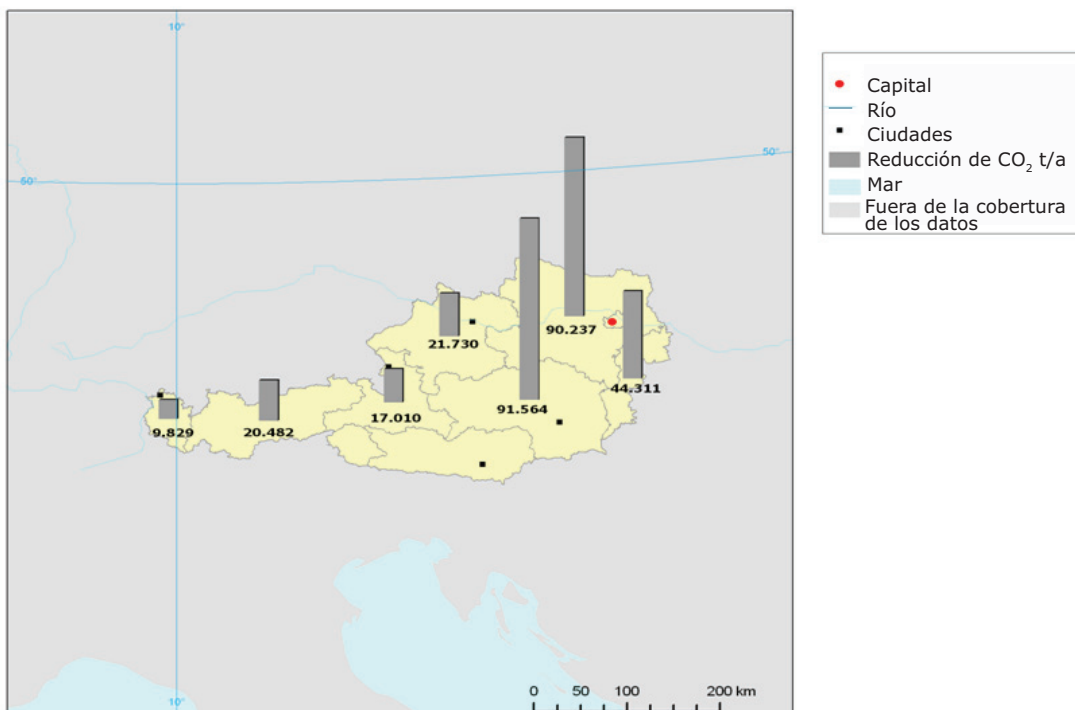 10°
50°
50°
90.237
21.730
44.311
17.010
91.564
9.829
20.482
10°
0 50 100 200 km
Capital
Río
Ciudades
Reducción de CO₂ t/a
Mar
Fuera de la cobertura
de los datos